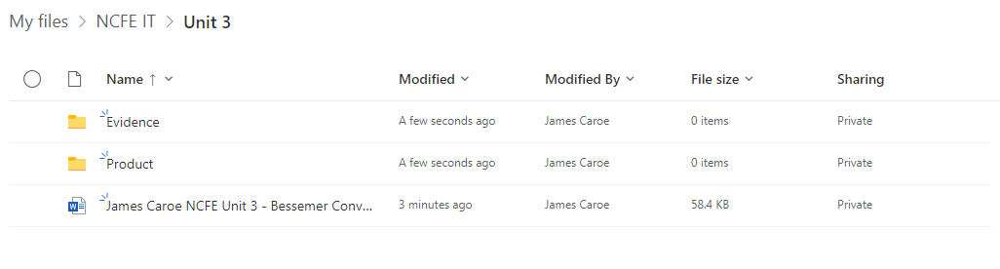 My files > NCFE IT > Unit 3
Name ↑ Modified Modified By File size Sharing
Evidence A few seconds ago James Caroe 0 items Private
Product A few seconds ago James Caroe 0 items Private
James Caroe NCFE Unit 3 - Bessemer Conv... 3 minutes ago James Caroe 58.4 KB Private